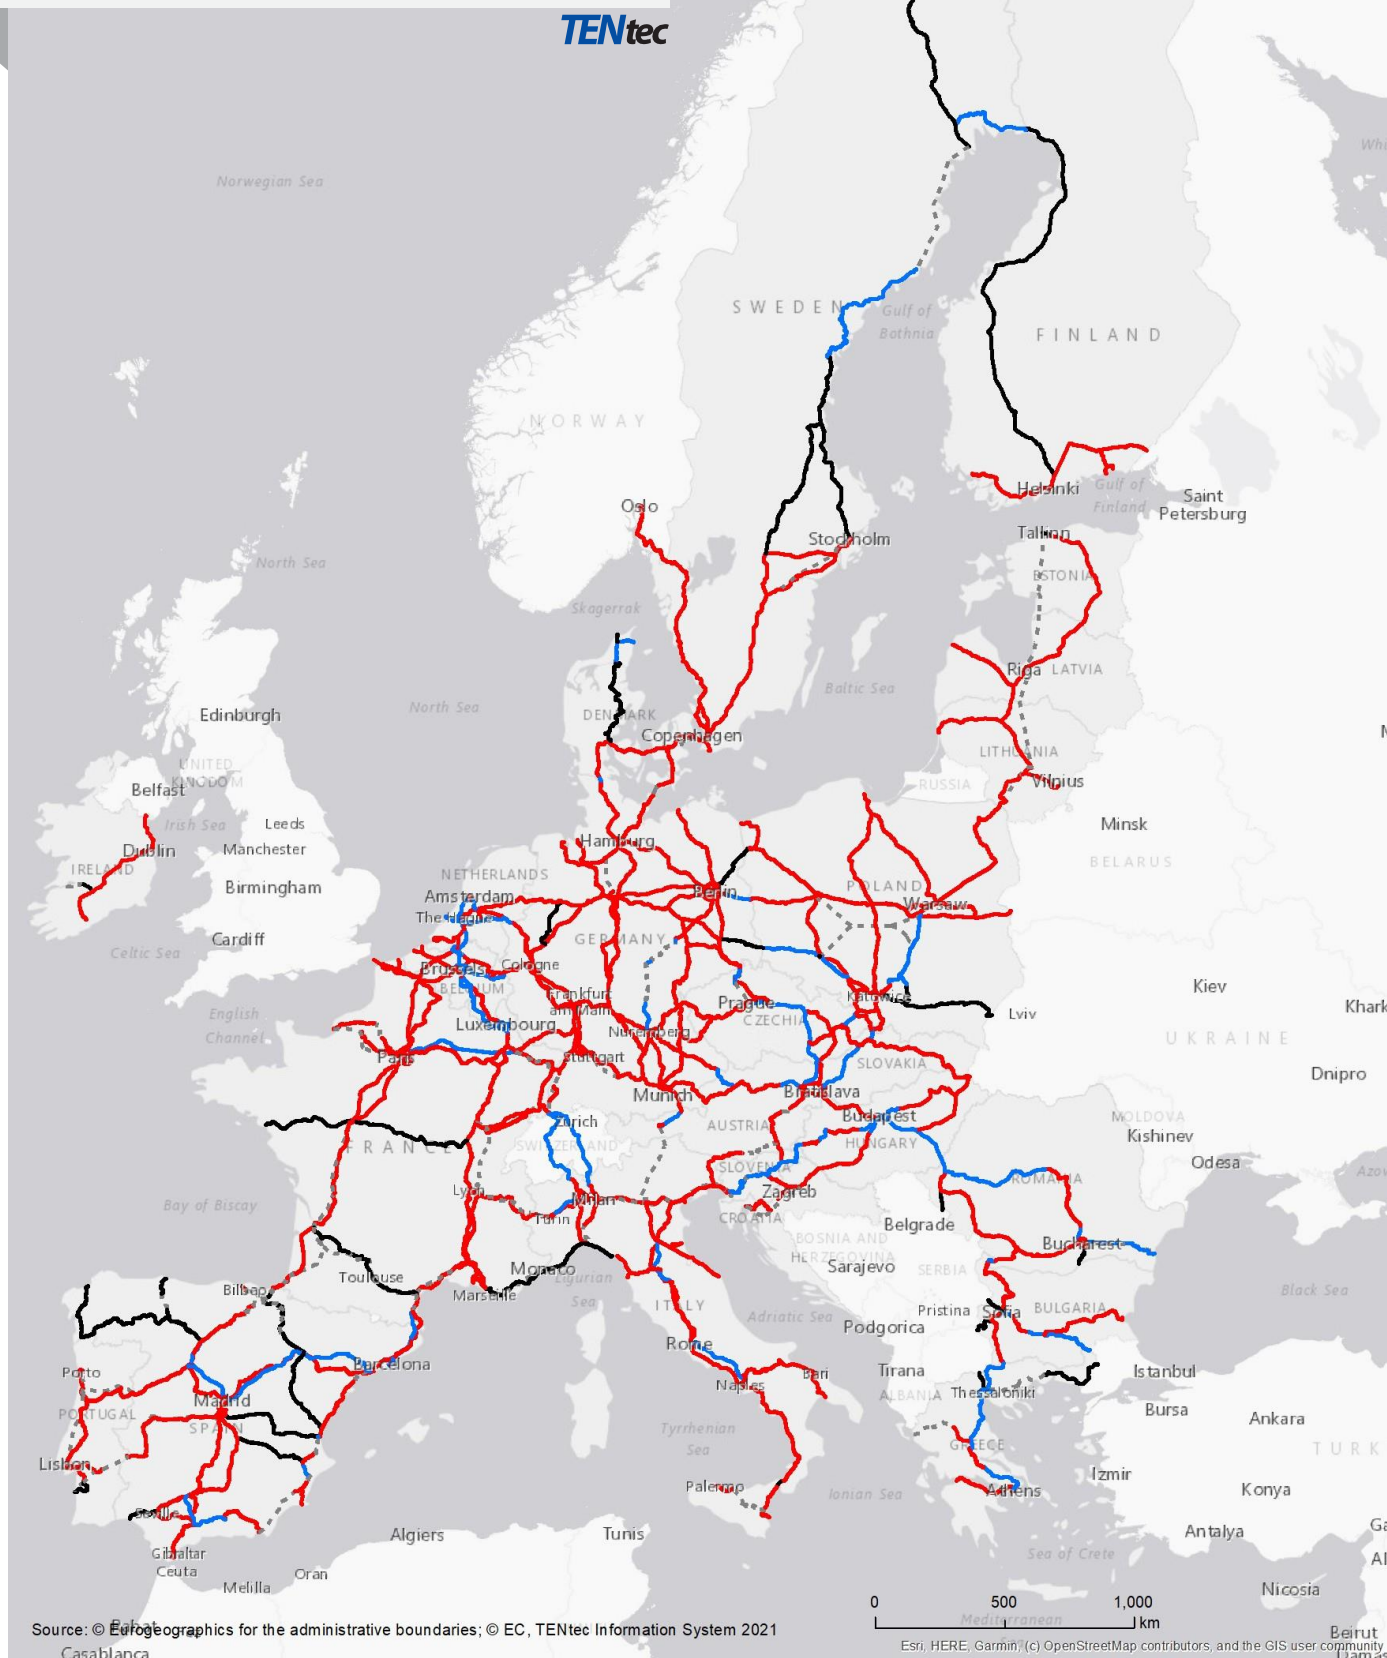 TENtec
Norwegian Sea
SWEDEN
Gulf of
Bothnia
FINLAND
NORWAY
Oslo
Helsinki
Gulf of
Finland
Saint
Petersburg
Stockholm
Tallinn
ESTONIA
North Sea
Skagerrak
Riga
LATVIA
Baltic Sea
North Sea
Edinburgh
DENMARK
Copenhagen
LITHUANIA
UNITED
KINGDOM
Belfast
RUSSIA
Vilnius
Irish Sea
Leeds
Minsk
Dublin
Manchester
Hamburg
BELARUS
IRELAND
Birmingham
NETHERLANDS
Amsterdam
The Hague
Berlin
POLAND
Warsaw
Cardiff
GERMANY
Celtic Sea
Brussels
Cologne
BELGIUM
Frankfurt
am Main
Prague
Katowice
Kiev
Khark
English
Channel
Luxembourg
Nuremberg
CZECHIA
Lviv
UKRAINE
Paris
Stuttgart
SLOVAKIA
Dnipro
Munich
Bratislava
Zürich
AUSTRIA
Budapest
MOLDOVA
Kishinev
FRANCE
SWITZERLAND
HUNGARY
SLOVENIA
Odesa
Azov
Lyon
Milan
Zagreb
ROMANIA
Bay of Biscay
Turin
CROATIA
Belgrade
BOSNIA AND
HERZEGOVINA
Bucharest
Monaco
Sarajevo
SERBIA
Toulouse
Ligurian
Sea
Bilbao
Marseille
Black Sea
ITALY
Adriatic Sea
Pristina
Sofia
BULGARIA
Podgorica
Rome
Porto
Barcelona
Bari
Tirana
Istanbul
Madrid
Naples
ALBANIA
Thessaloniki
PORTUGAL
SPAIN
Bursa
Ankara
Tyrrhenian
Sea
GREECE
TURK
Lisbon
Palermo
Ionian Sea
Athens
Izmir
Konya
Seville
Algiers
Tunis
Antalya
Gibraltar
Ceuta
Sea of Crete
Oran
Melilla
Nicosia
0 500 1,000
km
Mediterranean
Rabat
Beirut
Source: © Eurogeographics for the administrative boundaries; © EC, TENtec Information System 2021
Esri, HERE, Garmin, (c) OpenStreetMap contributors, and the GIS user community
Casablanca